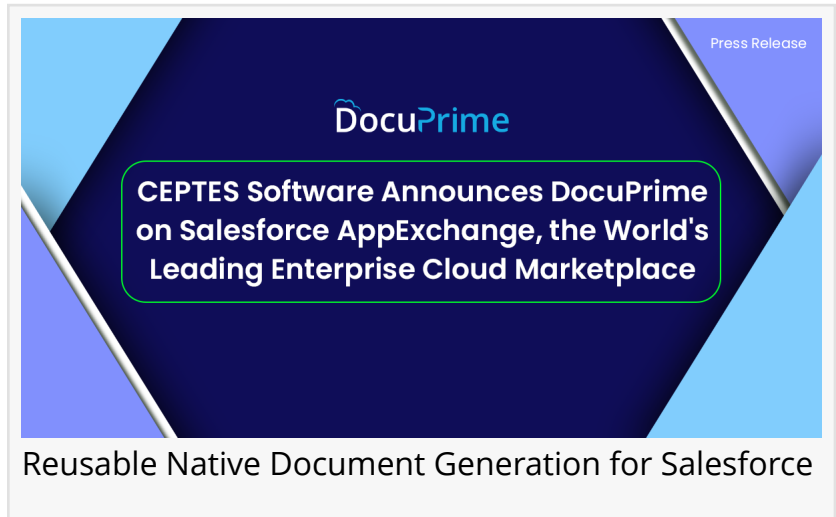 Press Release
DocuPrime
CEPTES Software Announces DocuPrime
on Salesforce AppExchange, the World's
Leading Enterprise Cloud Marketplace
Reusable Native Document Generation for Salesforce